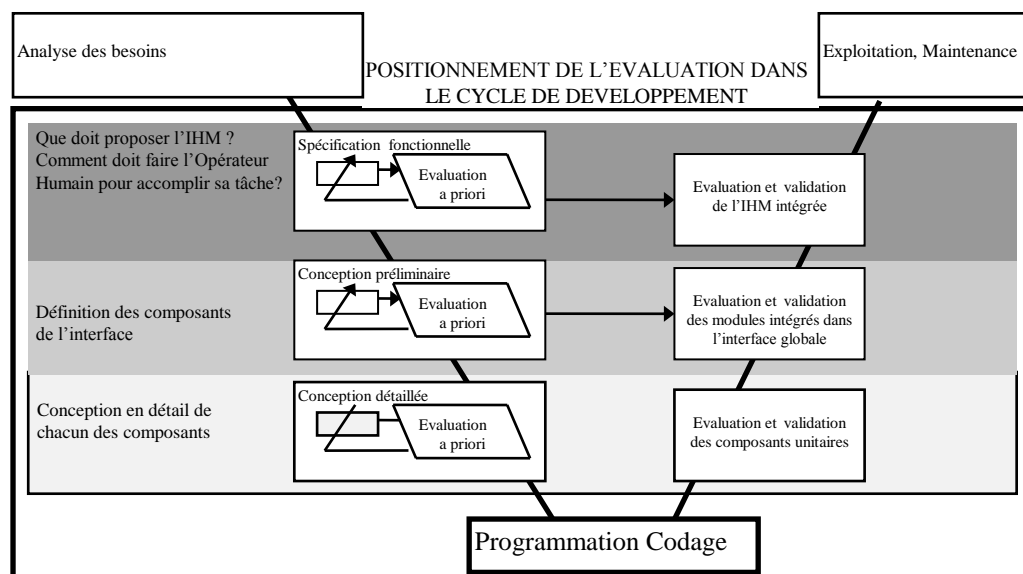 Analyse des besoins
Exploitation, Maintenance
POSITIONNEMENT DE L’EVALUATION DANS
LE CYCLE DE DEVELOPPEMENT
Que doit proposer l’IHM ?
Comment doit faire l’Opérateur
Humain pour accomplir sa tâche?
Spécification fonctionnelle
Evaluation
a priori
Evaluation et validation
de l’IHM intégrée
Définition des composants
de l’interface
Conception préliminaire
Evaluation
a priori
Evaluation et validation
des modules intégrés dans
l’interface globale
Conception en détail de
chacun des composants
Conception détaillée
Evaluation
a priori
Evaluation et validation
des composants unitaires
Programmation Codage